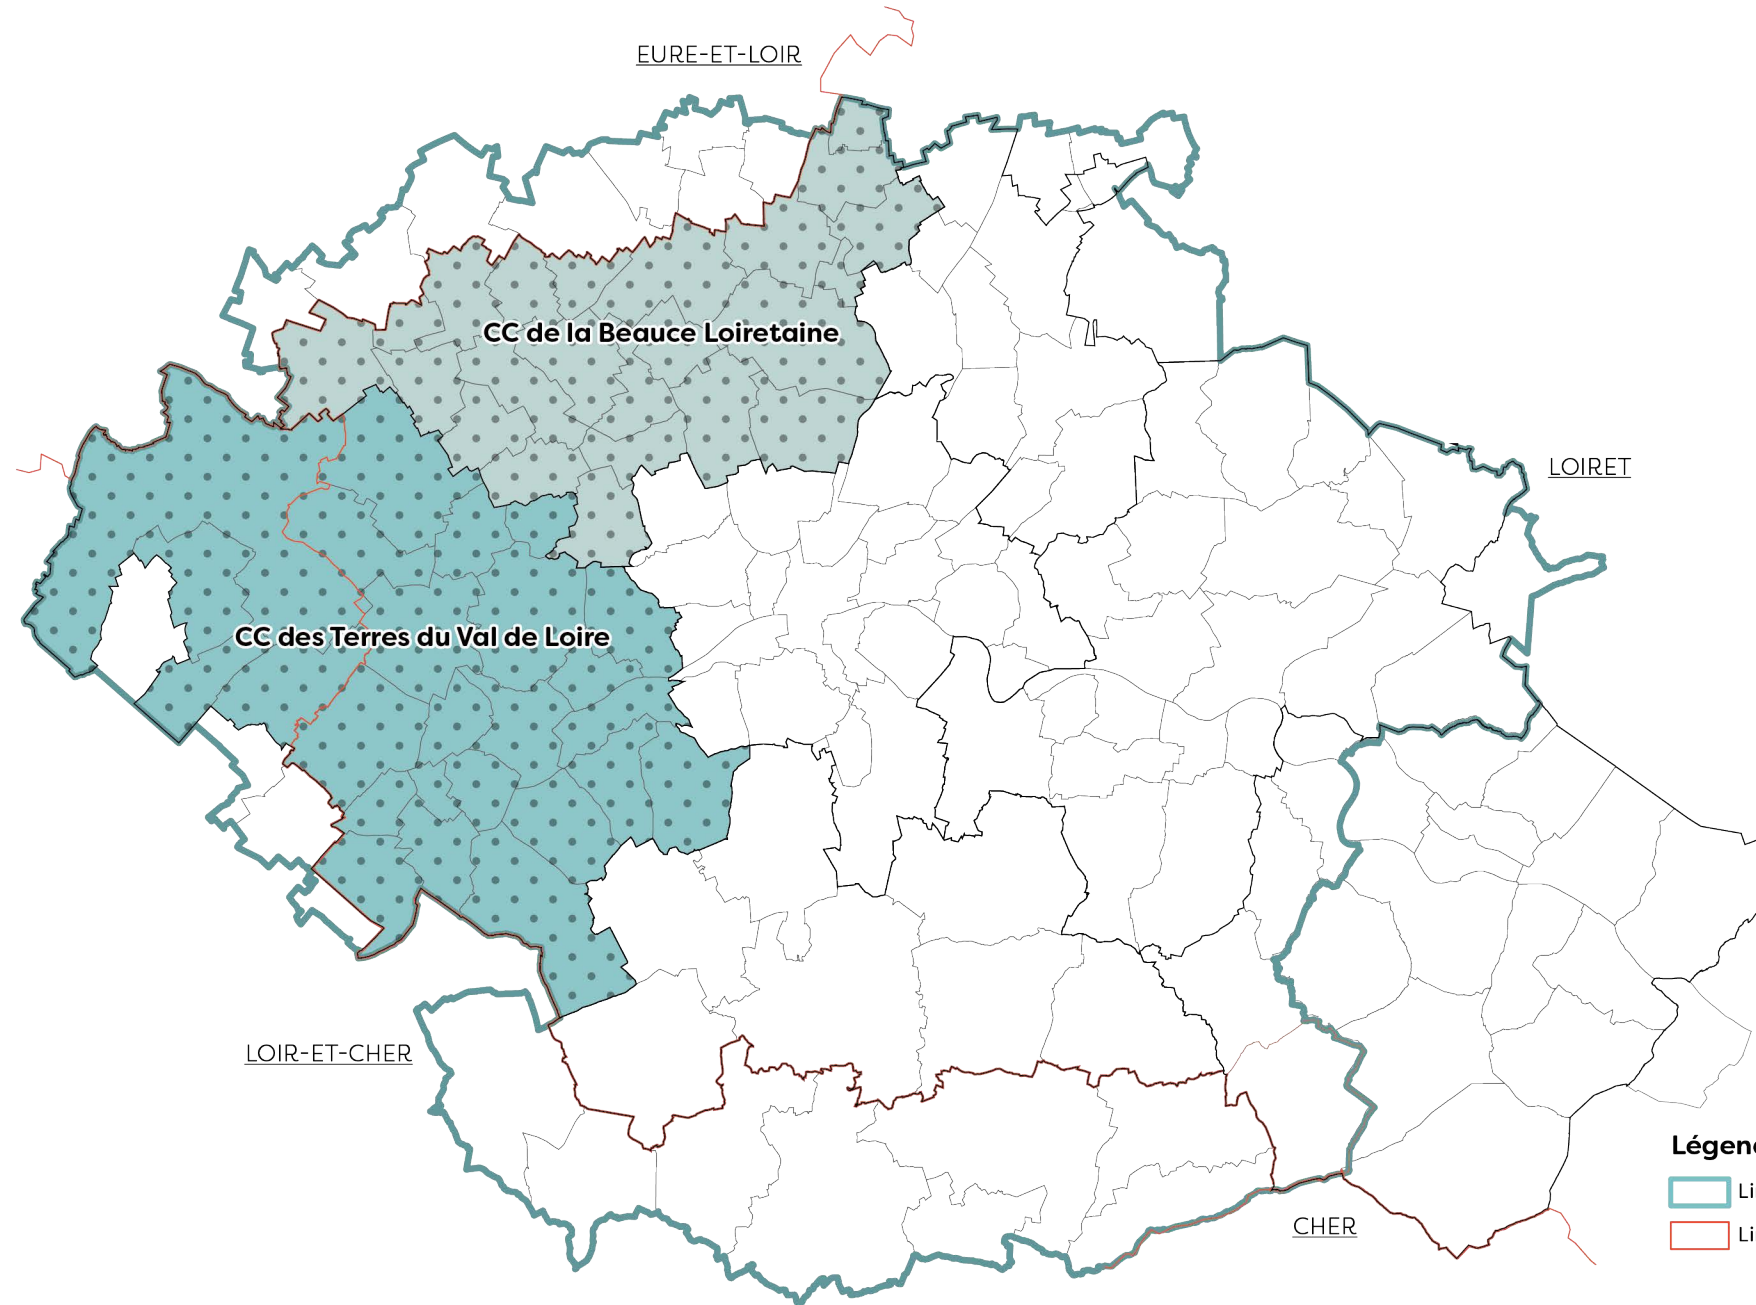 EURE-ET-LOIR
CC de la Beauce Loiretaine
LOIRET
CC des Terres du Val de Loire
LOIR-ET-CHER
CHER